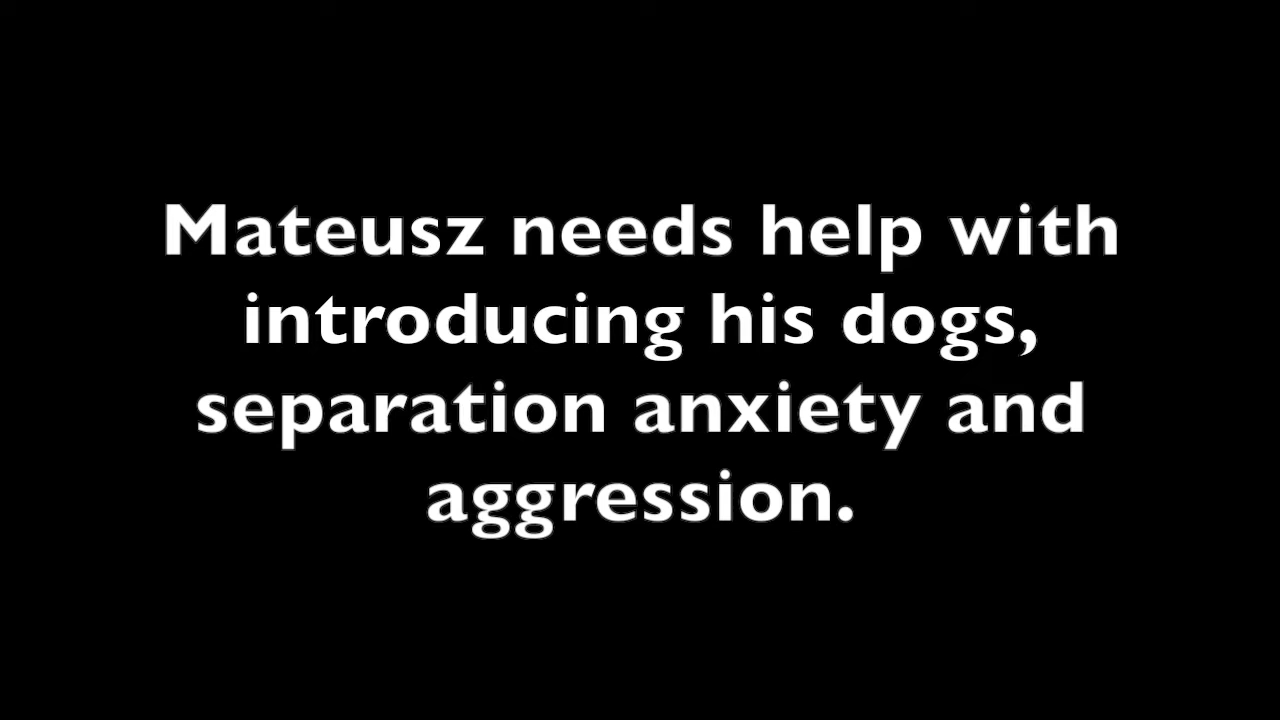 Mateusz needs help with
introducing his dogs,
separation anxiety and
aggression.